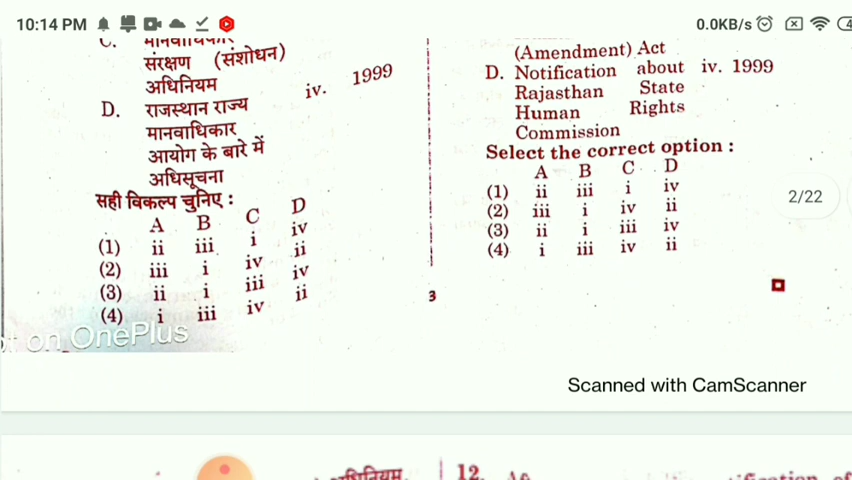 10:14 PM
0.0KB/s
C. मानवाधिकार
संरक्षण (संशोधन)
अधिनियम
iv. 1999
D. राजस्थान राज्य
मानवाधिकार
आयोग के बारे में
अधिसूचना
सही विकल्प चुनिए :
A B C D
(1) ii iii i iv
(2) iii i iv ii
(3) ii i iii iv
(4) i iii iv ii
(Amendment) Act
D. Notification about iv. 1999
Rajasthan State
Human Rights
Commission
Select the correct option :
A B C D
(1) ii iii i iv
(2) iii i iv ii
(3) ii i iii iv
(4) i iii iv ii
2/22
3
on OnePlus
Scanned with CamScanner
अधिनियम
12.